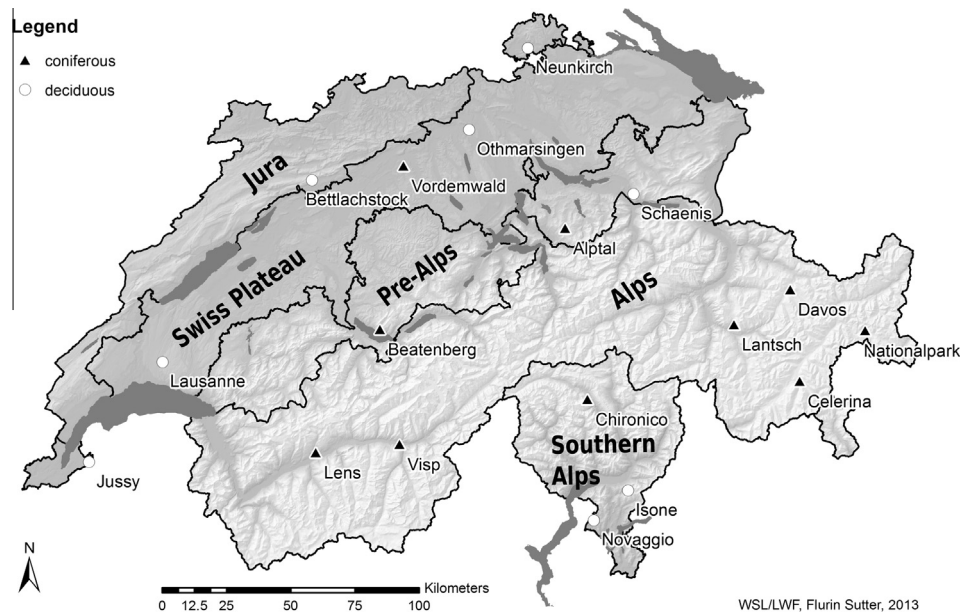 Legend
coniferous
deciduous
Neunkirch
Othmarsingen
Jura
Vordemwald
Bettlachstock
Schaenis
Alptal
Pre-Alps
Swiss Plateau
Alps
Davos
Lantsch
Nationalpark
Beatenberg
Lausanne
Celerina
Chironico
Southern
Alps
Lens
Visp
Jussy
Isone
Novaggio
N
Kilometers
0 12.5 25 50 75 100
WSL/LWF, Flurin Sutter, 2013